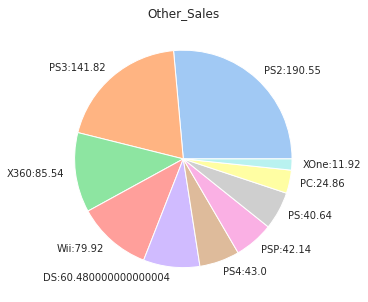 Other_Sales
PS2:190.55
PS3:141.82
X360:85.54
Wii:79.92
DS:60.480000000000004
PS4:43.0
PSP:42.14
PS:40.64
PC:24.86
XOne:11.92